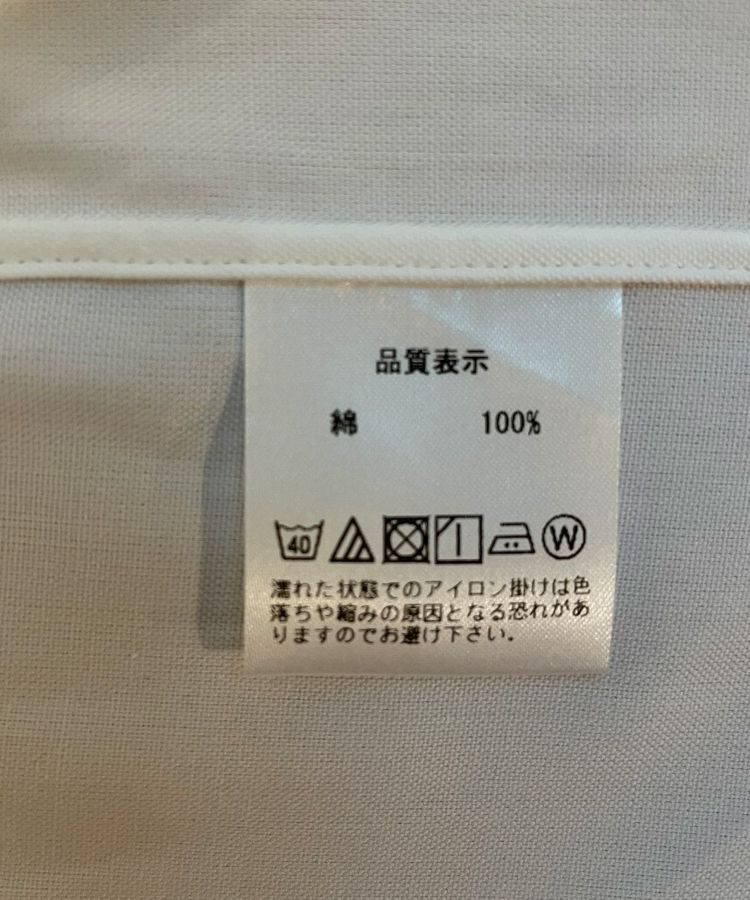 品質表示
綿 100%
40 W
濡れた状態でのアイロン掛けは色
落ちや縮みの原因となる恐れがあ
りますのでお避け下さい。